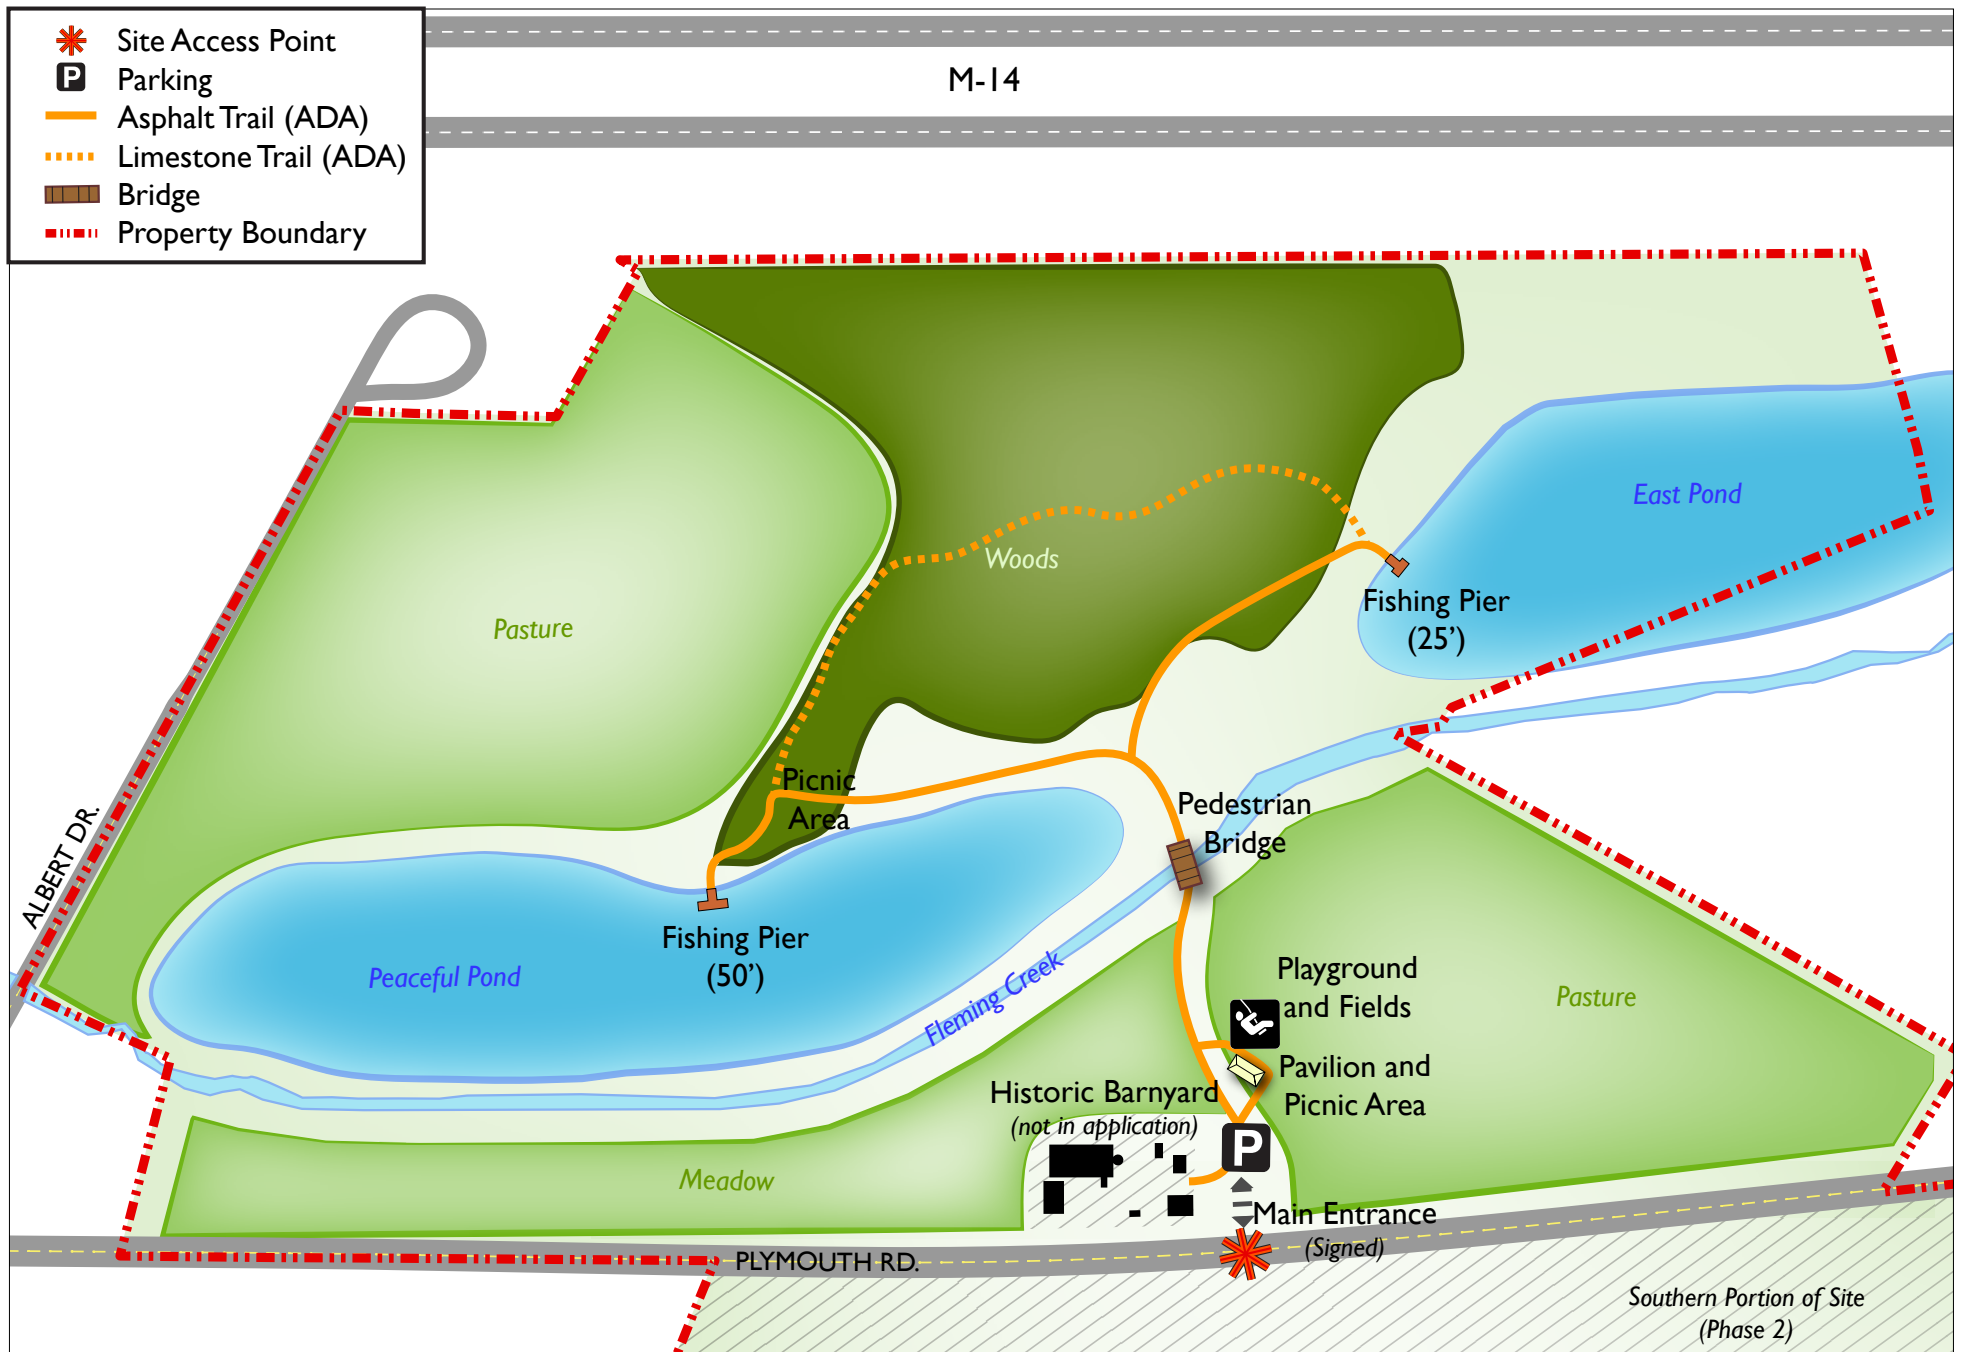 Site Access Point
P Parking
Asphalt Trail (ADA)
Limestone Trail (ADA)
Bridge
Property Boundary
M-14
East Pond
Woods
Fishing Pier
(25’)
Pasture
Picnic
Area
Pedestrian
Bridge
ALBERT DR.
Fishing Pier
(50’)
Peaceful Pond
Fleming Creek
Playground
and Fields
Pasture
Pavilion and
Picnic Area
Historic Barnyard
(not in application)
P
Meadow
Main Entrance
(Signed)
PLYMOUTH RD.
Southern Portion of Site
(Phase 2)